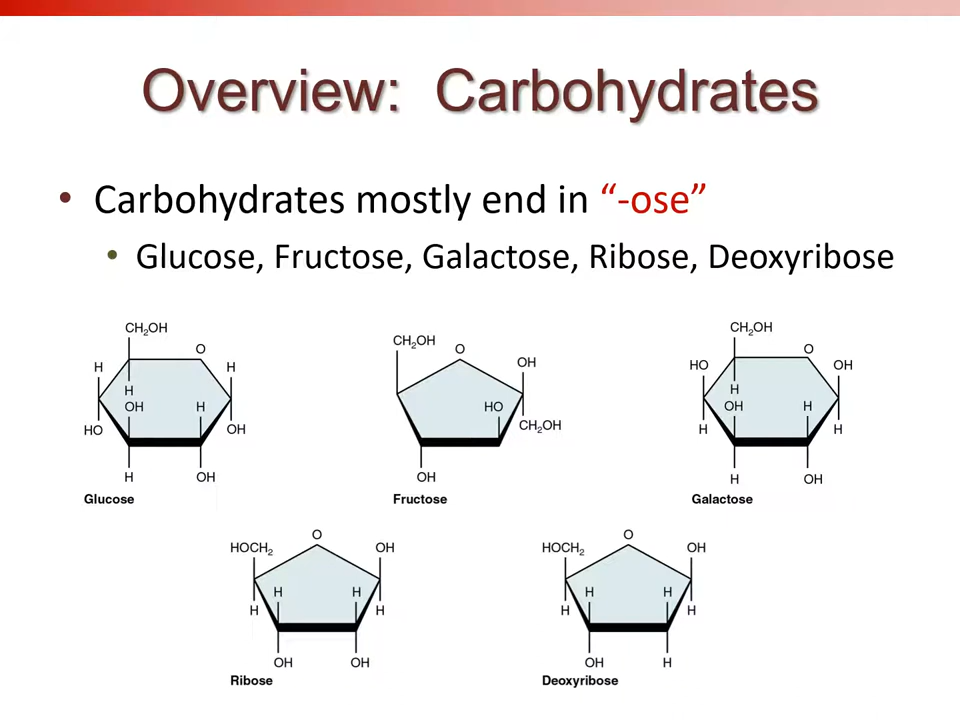 Overview: Carbohydrates
• Carbohydrates mostly end in “-ose”
• Glucose, Fructose, Galactose, Ribose, Deoxyribose
CH2OH
O
H
H
H
OH
H
HO
OH
H
OH
Glucose
CH2OH
O
OH
HO
CH2OH
OH
Fructose
CH2OH
O
HO
OH
H
OH
H
H
H
H
OH
Galactose
HOCH2
O
OH
H
H
H
H
OH
OH
Ribose
HOCH2
O
OH
H
H
H
H
OH
H
Deoxyribose